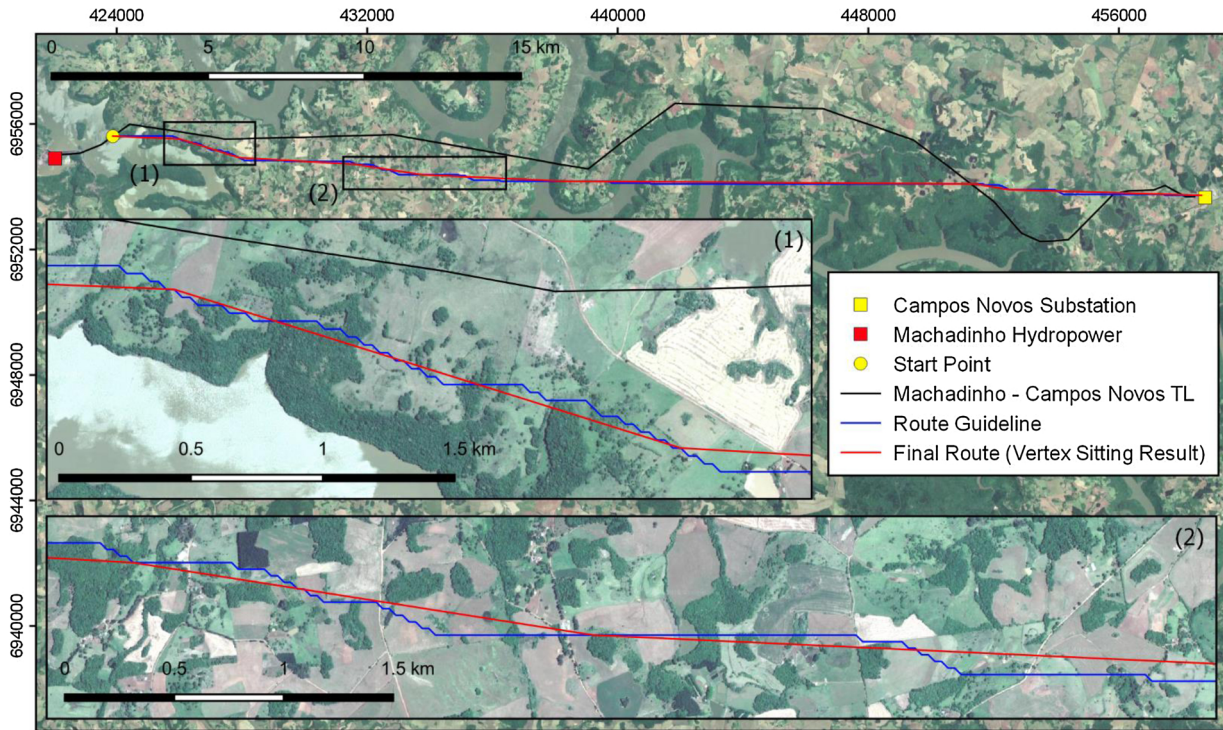 424000 432000 440000 448000 456000
0 5 10 15 km
6956000
(1)
(2)
6952000
(1)
Campos Novos Substation
Machadinho Hydropower
Start Point
Machadinho - Campos Novos TL
Route Guideline
Final Route (Vertex Sitting Result)
6948000
0 0.5 1 1.5 km
6944000
(2)
6940000
0 0.5 1 1.5 km